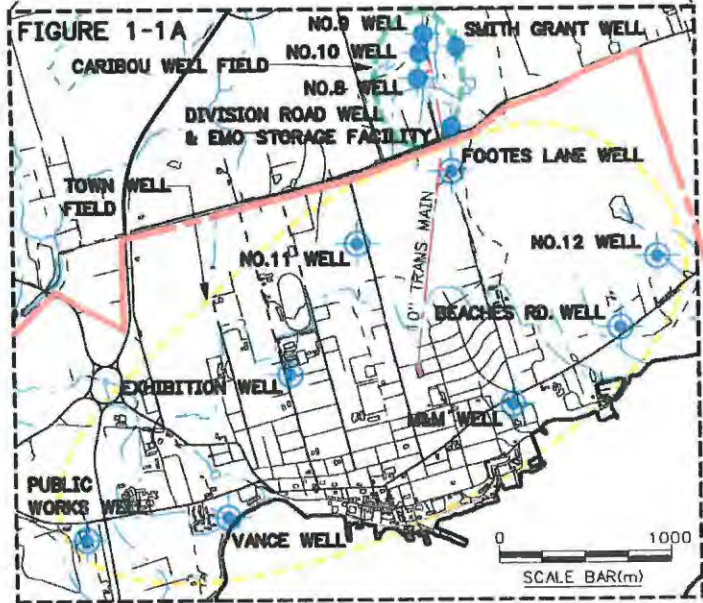 FIGURE 1-1A
NO.9 WELL
SMITH GRANT WELL
NO.10 WELL
CARIBOU WELL FIELD
NO.8 WELL
DIVISION ROAD WELL
& EMO STORAGE FACILITY
FOOTES LANE WELL
TOWN WELL
FIELD
NO.11 WELL
NO.12 WELL
10" TRANS MAIN
BEACHES RD. WELL
EXHIBITION WELL
M&M WELL
PUBLIC
WORKS WELL
VANCE WELL
0 1000
SCALE BAR(m)